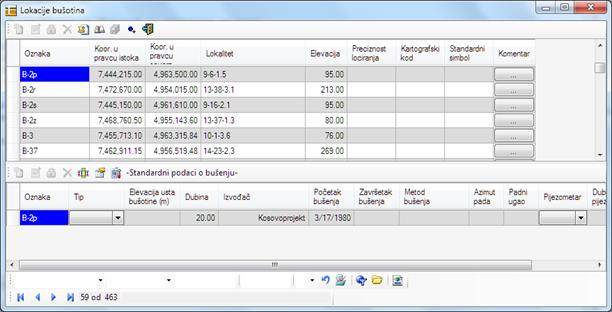 Lokacije bušotina
Oznaka Koor. u pravcu istoka Koor. u pravcu Lokalitet Elevacija Preciznost lociranja Kartografski kod Standardni simbol Komentar
B-2p 7,444,215.00 4,963,500.00 9-6-1.5 95.00 ...
B-2r 7,472,670.00 4,954,015.00 13-38-3.1 213.00 ...
B-2s 7,445,150.00 4,961,610.00 9-16-2.1 95.00 ...
B-2z 7,468,760.50 4,955,143.60 13-37-1.3 80.00 ...
B-3 7,455,713.10 4,963,315.84 10-1-3.6 76.00 ...
B-37 7,462,911.15 4,956,519.48 14-23-2.3 269.00 ...
-Standardni podaci o bušenju-
Oznaka Tip Elevacija usta bušotine (m) Dubina Izvođač Početak bušenja Završetak bušenja Metod bušenja Azimut pada Padni ugao Pijezometar Dub pijez
B-2p 20.00 Kosovoprojekt 3/17/1980
59 od 463